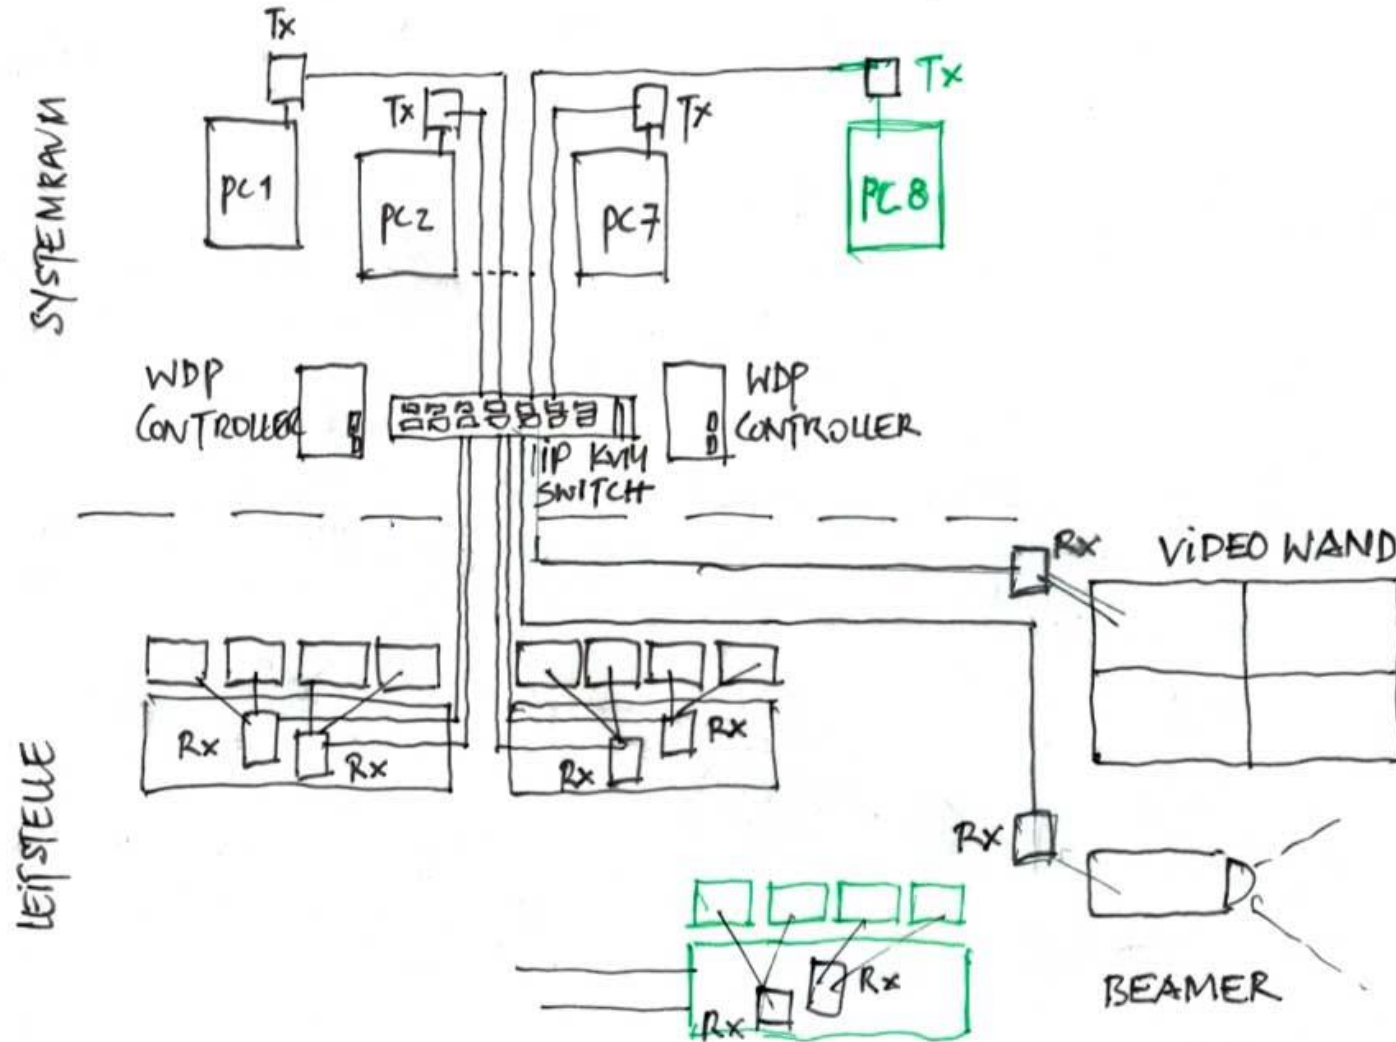 Tx
Tx
Tx
Tx
SYSTEMRAUM
PC1
PC2
PC7
PC8
WDP
CONTROLLER
WDP
CONTROLLER
IP KVM
SWITCH
Rx
VIDEO WAND
Rx
Rx
Rx
Rx
LEITSTELLE
Rx
BEAMER
Rx
Rx